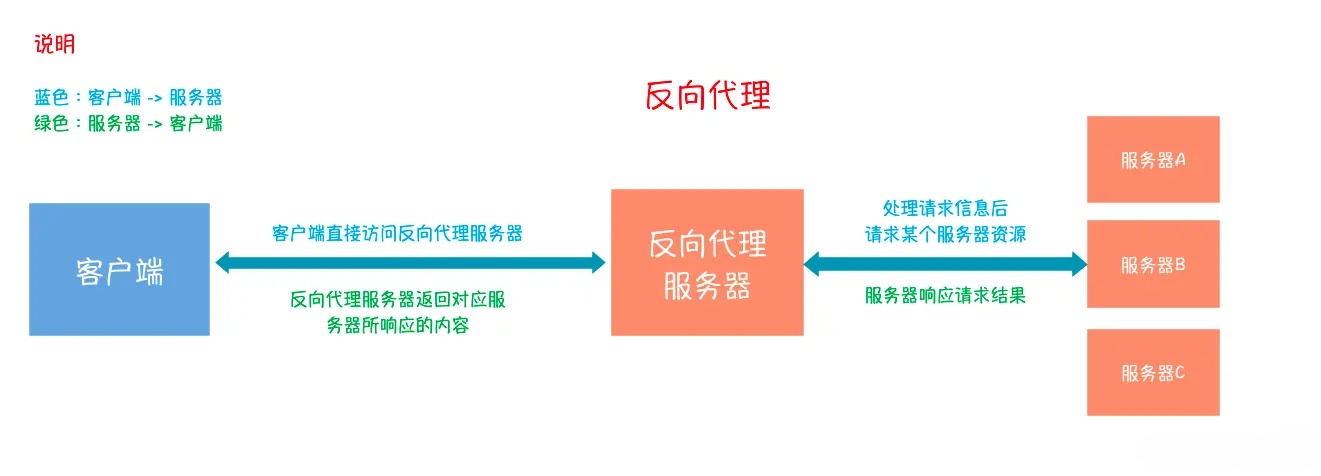 说明
蓝色：客户端 -> 服务器
绿色：服务器 -> 客户端
反向代理
客户端
客户端直接访问反向代理服务器
反向代理服务器返回对应服
务器所响应的内容
反向代理
服务器
处理请求信息后
请求某个服务器资源
服务器响应请求结果
服务器A
服务器B
服务器C